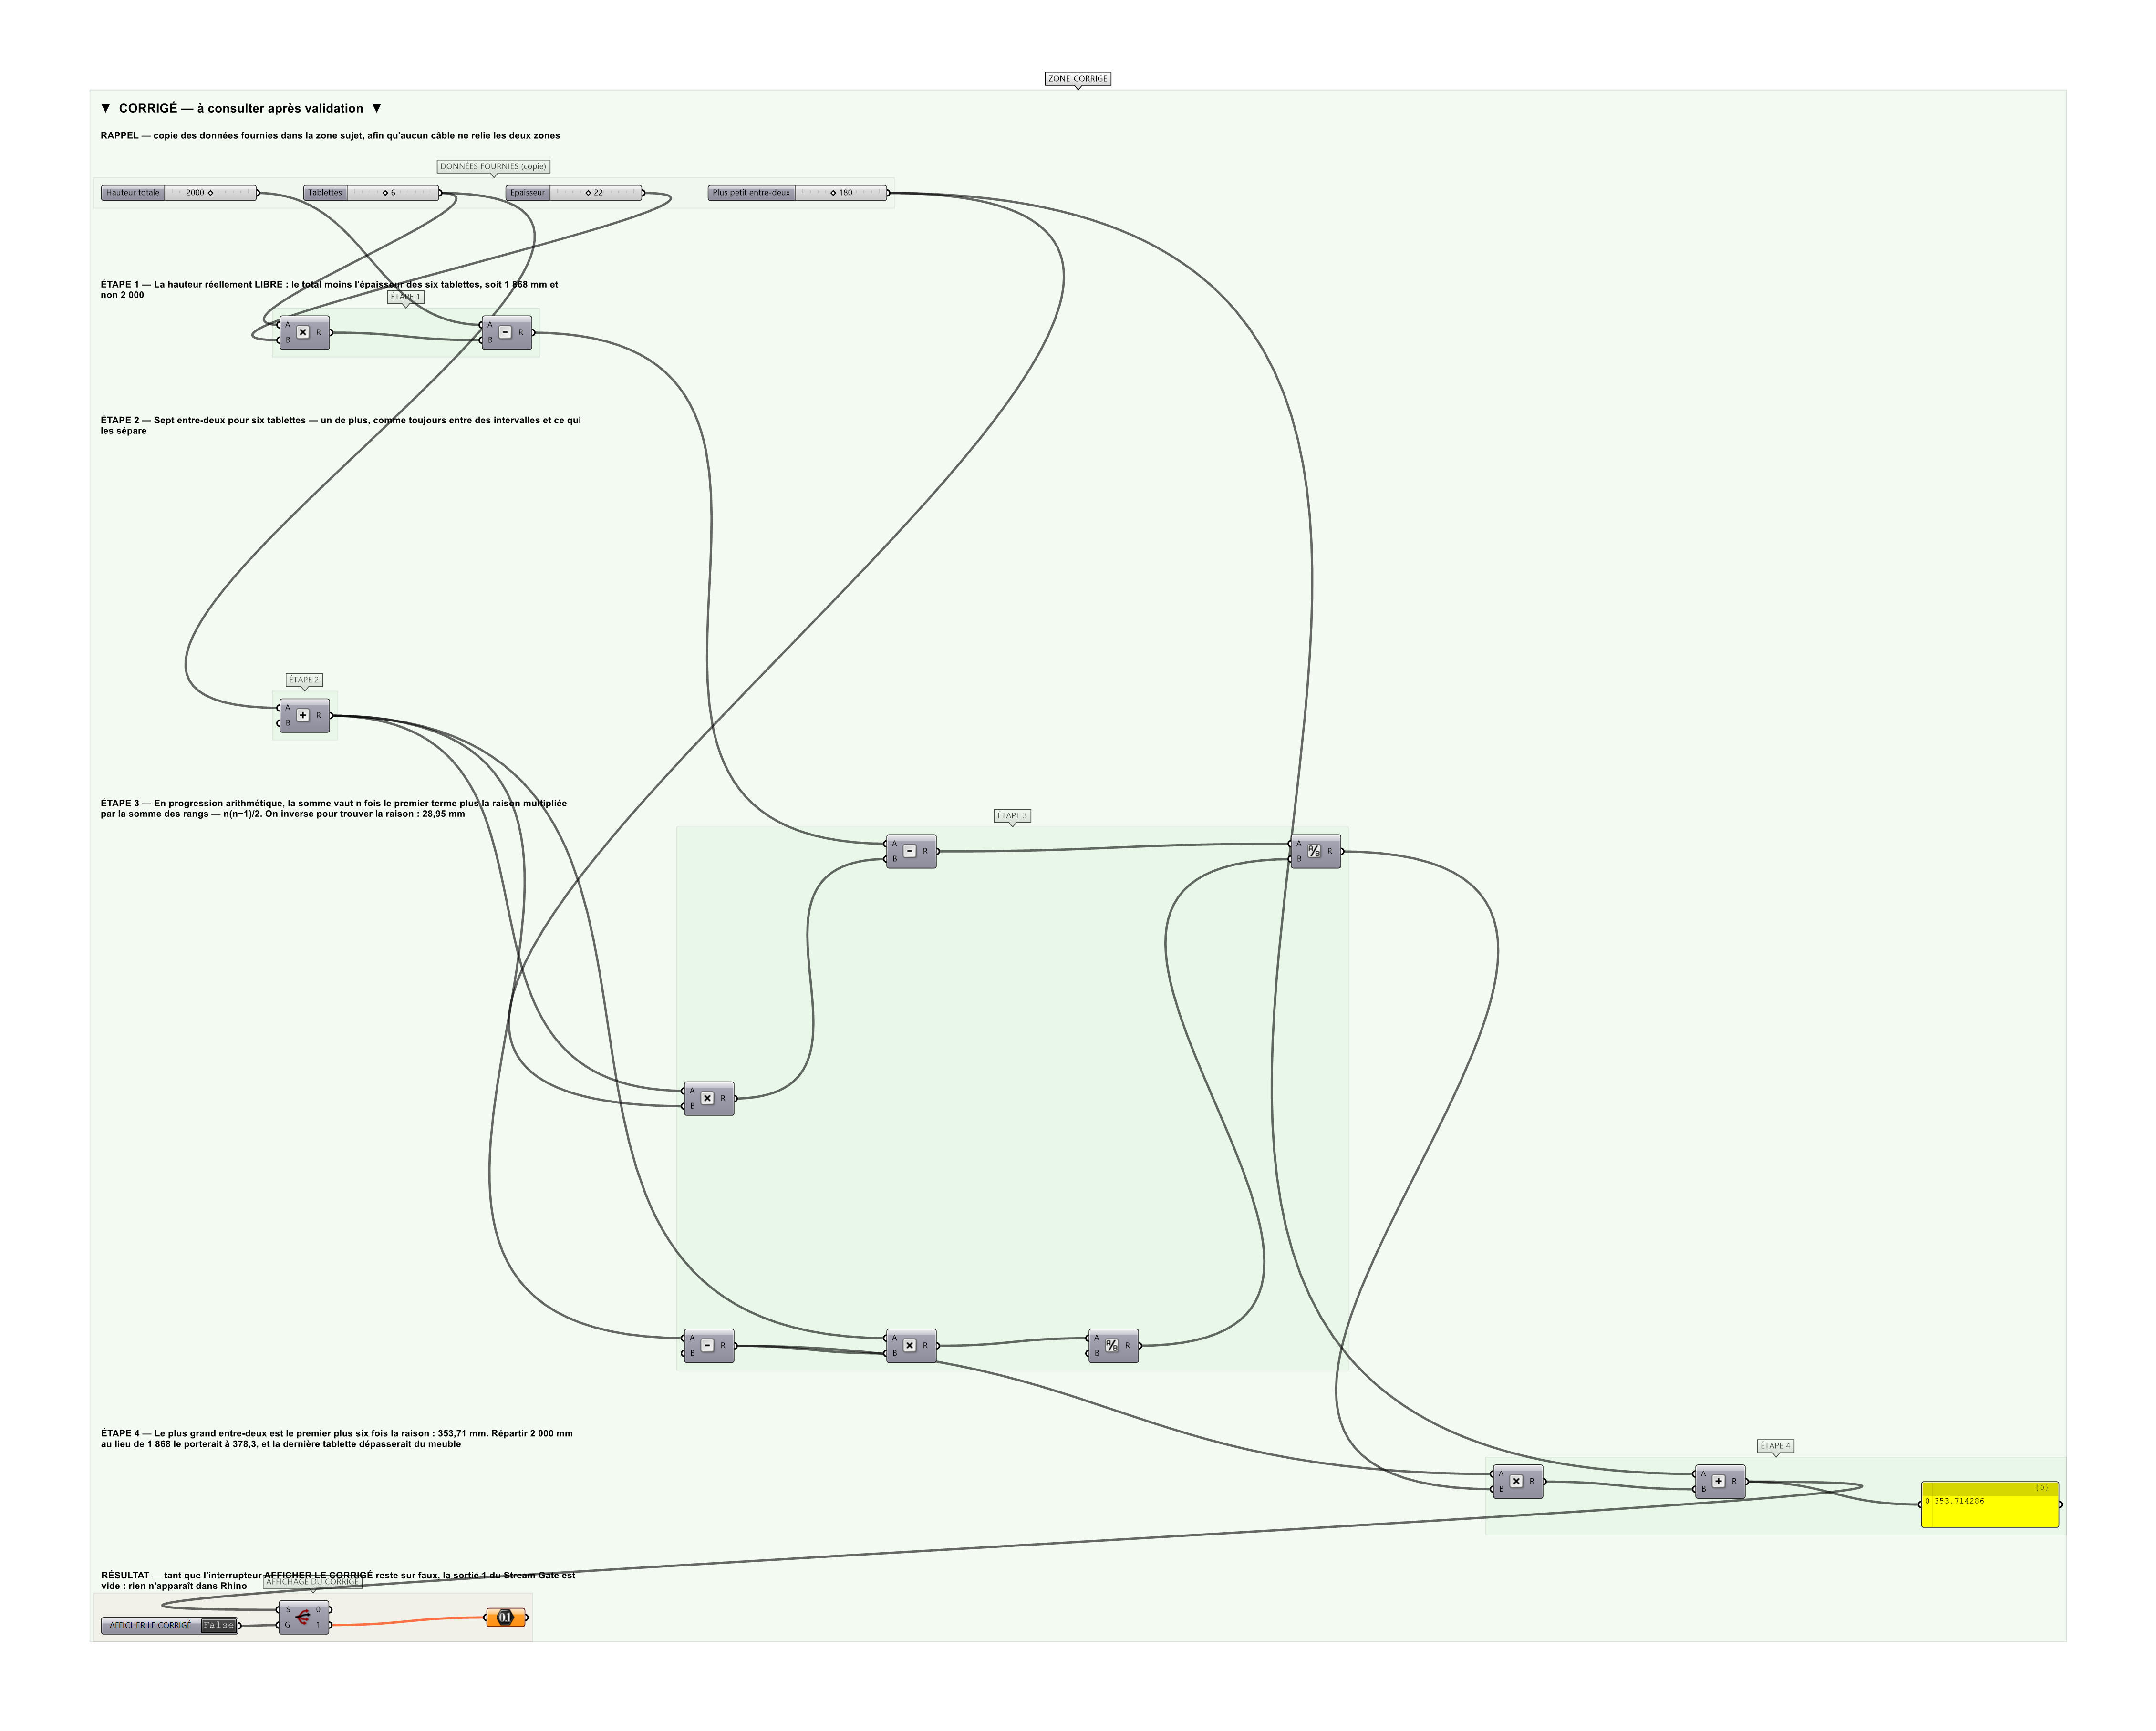 ZONE_CORRIGE
▼ CORRIGÉ — à consulter après validation ▼
RAPPEL — copie des données fournies dans la zone sujet, afin qu'aucun câble ne relie les deux zones
DONNÉES FOURNIES (copie)
Hauteur totale 2000
Tablettes 6
Epaisseur 22
Plus petit entre-deux 180
ÉTAPE 1 — La hauteur réellement LIBRE : le total moins l'épaisseur des six tablettes, soit 1 868 mm et
non 2 000
ÉTAPE 1
A × R
B
A - R
B
ÉTAPE 2 — Sept entre-deux pour six tablettes — un de plus, comme toujours entre des intervalles et ce qui
les sépare
ÉTAPE 2
A + R
B
ÉTAPE 3 — En progression arithmétique, la somme vaut n fois le premier terme plus la raison multipliée
par la somme des rangs — n(n−1)/2. On inverse pour trouver la raison : 28,95 mm
ÉTAPE 3
A - R
B
A A/B R
B
A × R
B
A - R
B
A × R
B
A A/B R
B
ÉTAPE 4 — Le plus grand entre-deux est le premier plus six fois la raison : 353,71 mm. Répartir 2 000 mm
au lieu de 1 868 le porterait à 378,3, et la dernière tablette dépasserait du meuble
ÉTAPE 4
A × R
B
A + R
B
{0}
0 353.714286
RÉSULTAT — tant que l'interrupteur AFFICHER LE CORRIGÉ reste sur faux, la sortie 1 du Stream Gate est
vide : rien n'apparaît dans Rhino
AFFICHAGE DU CORRIGÉ
AFFICHER LE CORRIGÉ False
S 0
G 1
0.1